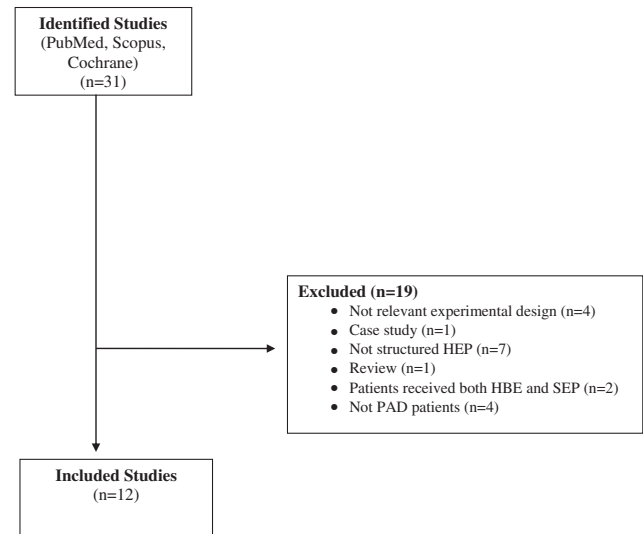 Identified Studies
(PubMed, Scopus,
Cochrane)
(n=31)
Excluded (n=19)
• Not relevant experimental design (n=4)
• Case study (n=1)
• Not structured HEP (n=7)
• Review (n=1)
• Patients received both HBE and SEP (n=2)
• Not PAD patients (n=4)
Included Studies
(n=12)